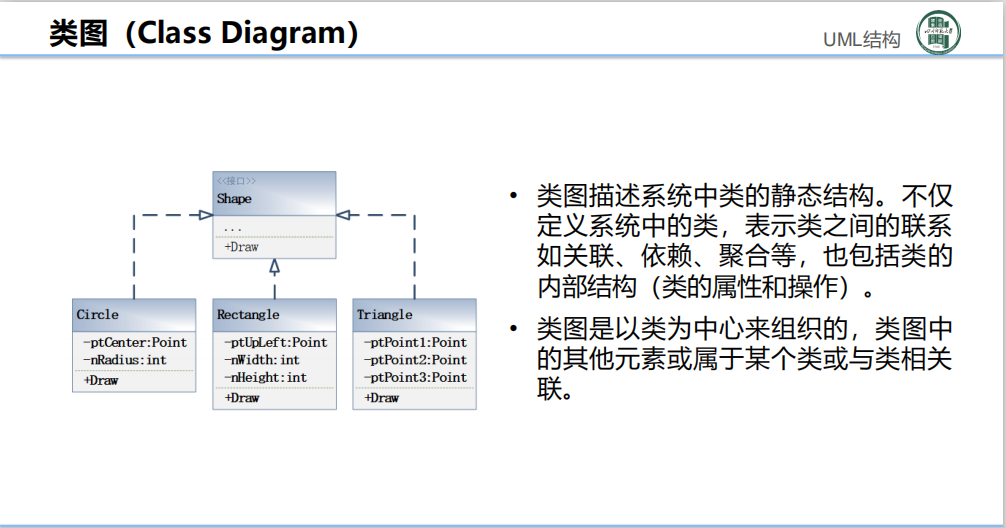 类图（Class Diagram）
UML结构
<<接口>>
Shape
...
+Draw
Circle
-ptCenter:Point
-nRadius:int
+Draw
Rectangle
-ptUpLeft:Point
-nWidth:int
-nHeight:int
+Draw
Triangle
-ptPoint1:Point
-ptPoint2:Point
-ptPoint3:Point
+Draw
• 类图描述系统中类的静态结构。不仅
定义系统中的类，表示类之间的联系
如关联、依赖、聚合等，也包括类的
内部结构（类的属性和操作）。
• 类图是以类为中心来组织的，类图中
的其他元素或属于某个类或与类相关
联。